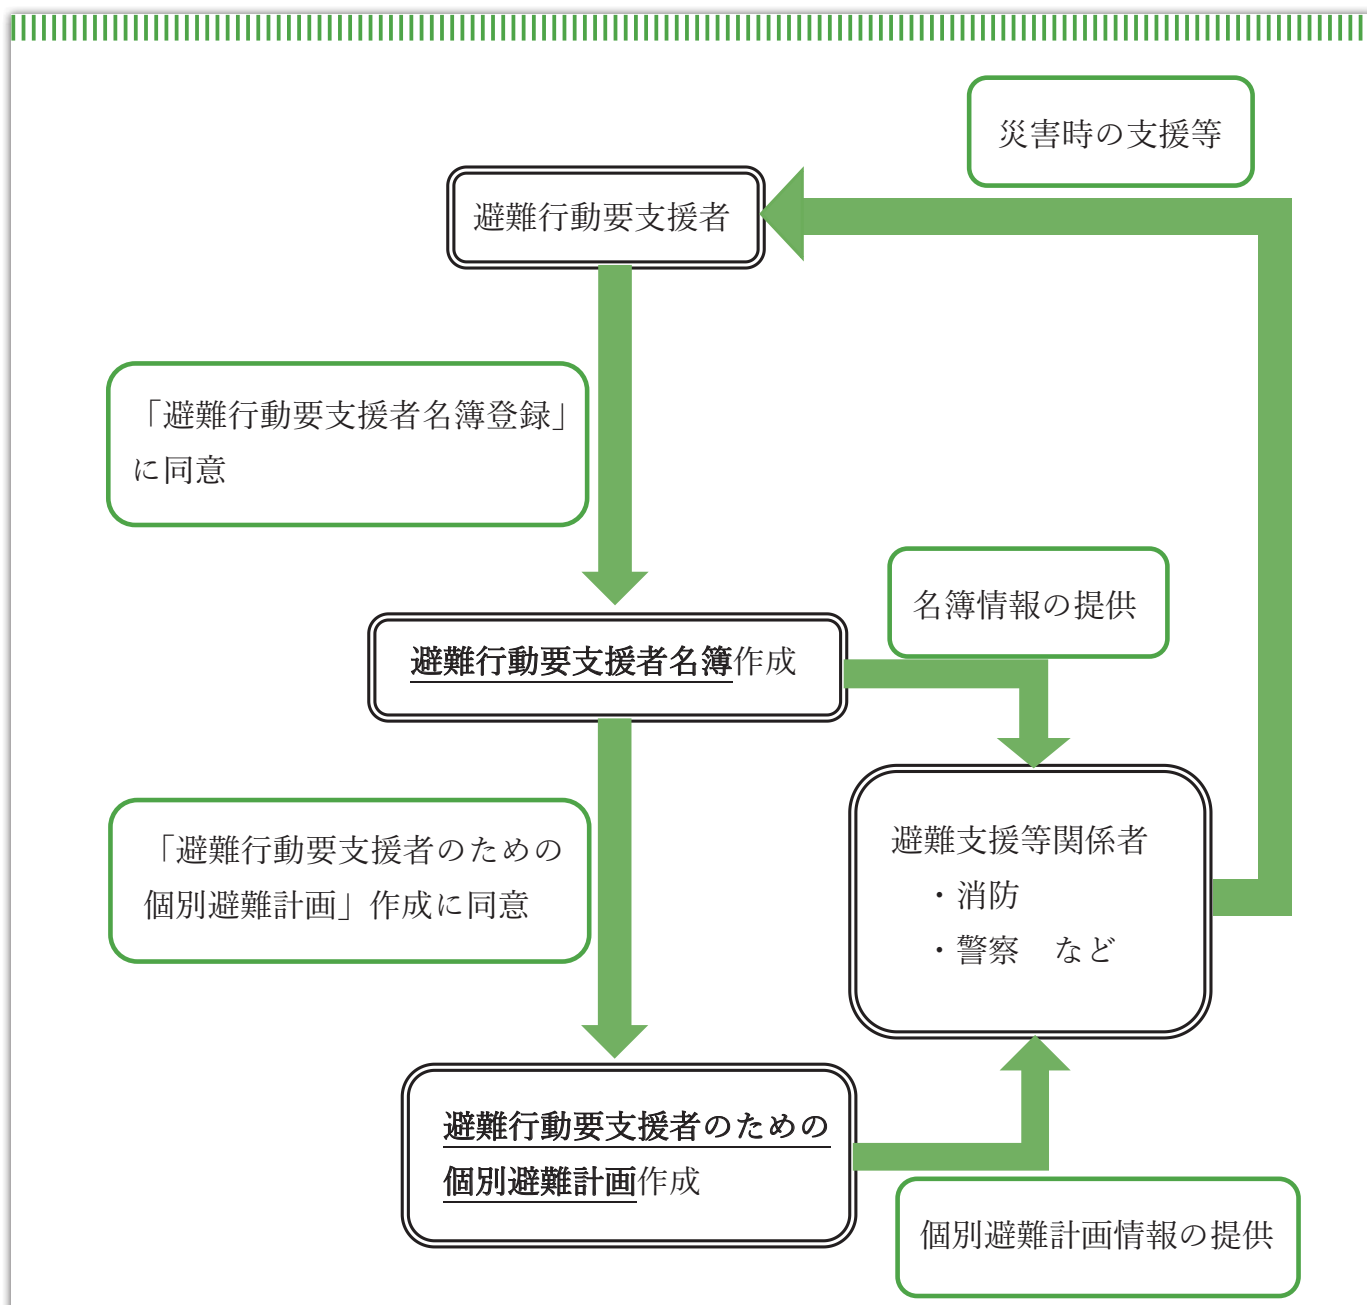 災害時の支援等
避難行動要支援者
「避難行動要支援者名簿登録」
に同意
名簿情報の提供
避難行動要支援者名簿作成
避難支援等関係者
・消防
・警察　など
「避難行動要支援者のための
個別避難計画」作成に同意
避難行動要支援者のための
個別避難計画作成
個別避難計画情報の提供